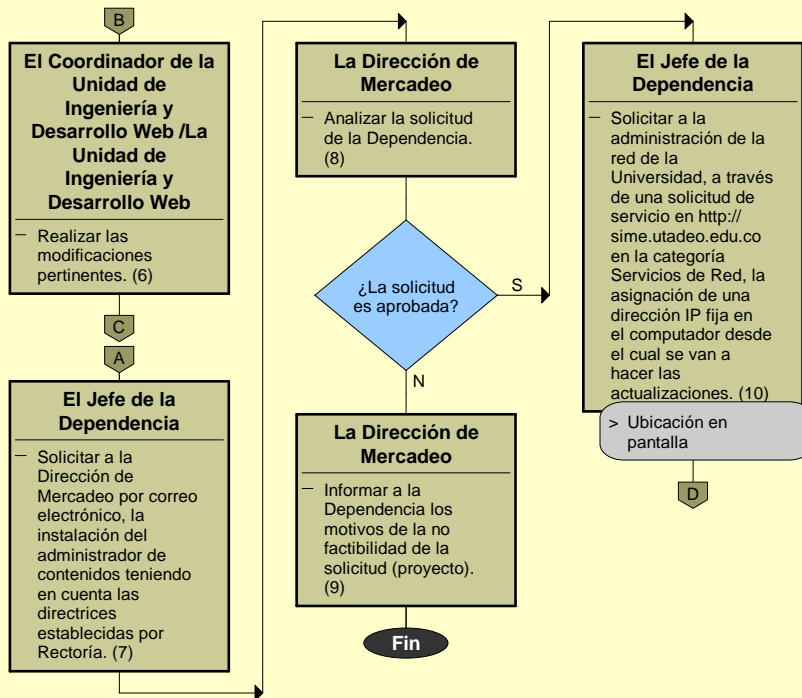 B
El Coordinador de la
Unidad de
Ingeniería y
Desarrollo Web /La
Unidad de
Ingeniería y
Desarrollo Web
— Realizar las
modificaciones
pertinentes. (6)
C
A
El Jefe de la
Dependencia
— Solicitar a la
Dirección de
Mercadeo por correo
electrónico, la
instalación del
administrador de
contenidos teniendo
en cuenta las
directrices
establecidas por
Rectoría. (7)
La Dirección de
Mercadeo
— Analizar la solicitud
de la Dependencia.
(8)
¿La solicitud
es aprobada?
S
N
La Dirección de
Mercadeo
— Informar a la
Dependencia los
motivos de la no
factibilidad de la
solicitud (proyecto).
(9)
Fin
El Jefe de la
Dependencia
— Solicitar a la
administración de la
red de la
Universidad, a través
de una solicitud de
servicio en http://
sime.utadeo.edu.co
en la categoría
Servicios de Red, la
asignación de una
dirección IP fija en
el computador desde
el cual se van a
hacer las
actualizaciones. (10)
> Ubicación en
pantalla
D